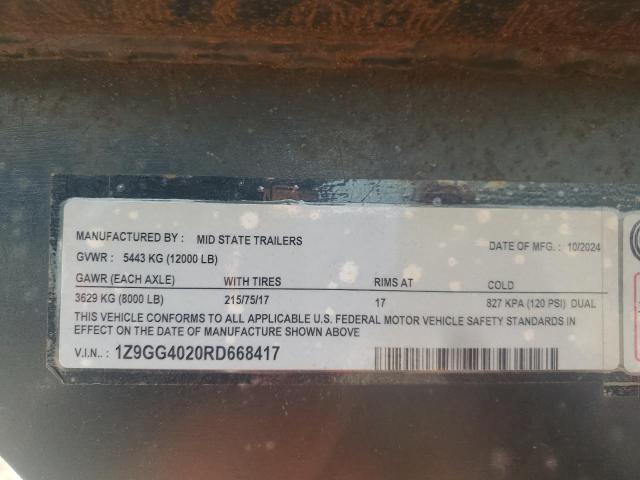 MANUFACTURED BY : MID STATE TRAILERS DATE OF MFG. : 10/2024
GVWR : 5443 KG (12000 LB)
GAWR (EACH AXLE) WITH TIRES RIMS AT COLD
3629 KG (8000 LB) 215/75/17 17 827 KPA (120 PSI) DUAL
THIS VEHICLE CONFORMS TO ALL APPLICABLE U.S. FEDERAL MOTOR VEHICLE SAFETY STANDARDS IN
EFFECT ON THE DATE OF MANUFACTURE SHOWN ABOVE
V.I.N.. : 1Z9GG4020RD668417